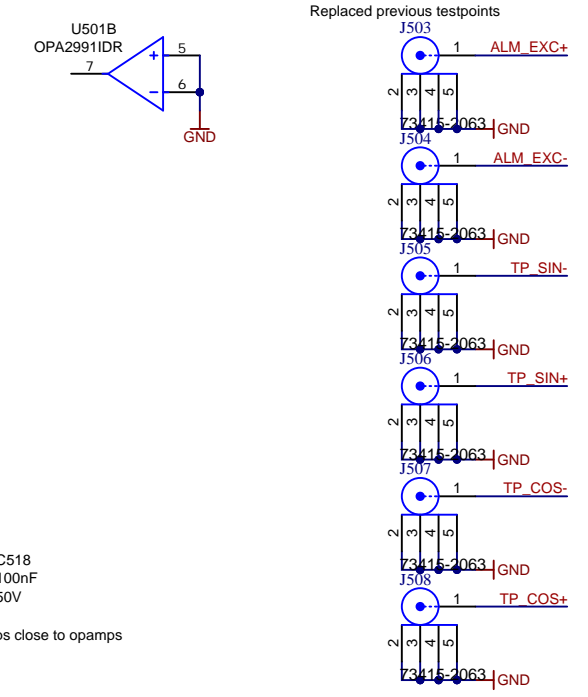 Replaced previous testpoints
U501B
OPA2991IDR
5
7
6
GND
J503
1 ALM_EXC+
2 3 4 5
73415-2063 GND
J504
1 ALM_EXC-
2 3 4 5
73415-2063 GND
J505
1 TP_SIN-
2 3 4 5
73415-2063 GND
J506
1 TP_SIN+
2 3 4 5
73415-2063 GND
J507
1 TP_COS-
2 3 4 5
73415-2063 GND
J508
1 TP_COS+
2 3 4 5
73415-2063 GND
C518
100nF
50V
os close to opamps